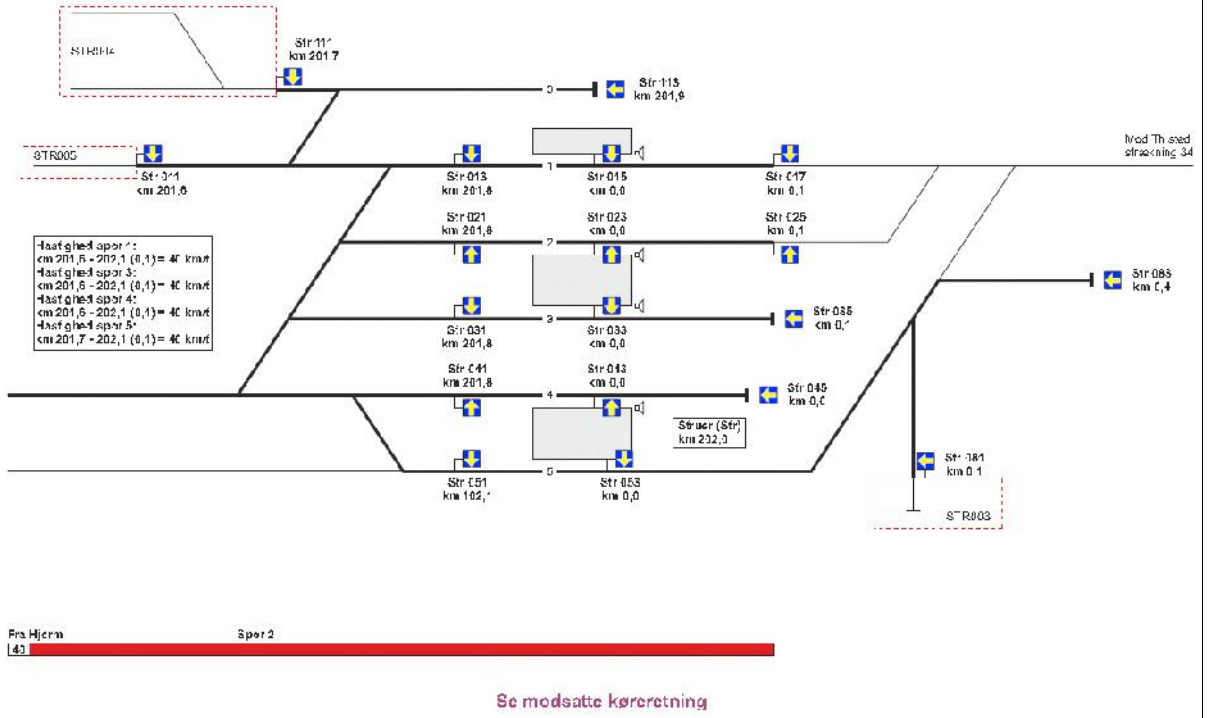 STR004
Str 111
km 201,7
0
Str 113
km 201,9
Mod Thisted
strækning 34
STR005
Str 011
km 201,6
Str 013
km 201,8
1
Str 015
km 0,0
Str 017
km 0,1
Str 021
km 201,8
Str 023
km 0,0
Str 025
km 0,1
2
Hastighed spor 1:
km 201,6 - 202,1 (0,1) = 40 km/t
Hastighed spor 3:
km 201,6 - 202,1 (0,1) = 40 km/t
Hastighed spor 4:
km 201,6 - 202,1 (0,1) = 40 km/t
Hastighed spor 5:
km 201,7 - 202,1 (0,1) = 40 km/t
km 0,4
3
km 0,1
Str 031
km 201,8
Str 033
km 0,0
Str 041
km 201,8
Str 043
km 0,0
4
Str 045
km 0,0
Struer (Str)
km 202,0
5
Str 051
km 102,1
Str 053
km 0,0
Str 081
km 0,1
STR003
Fra Hjerm
Spor 2
40
Se modsatte køreretning